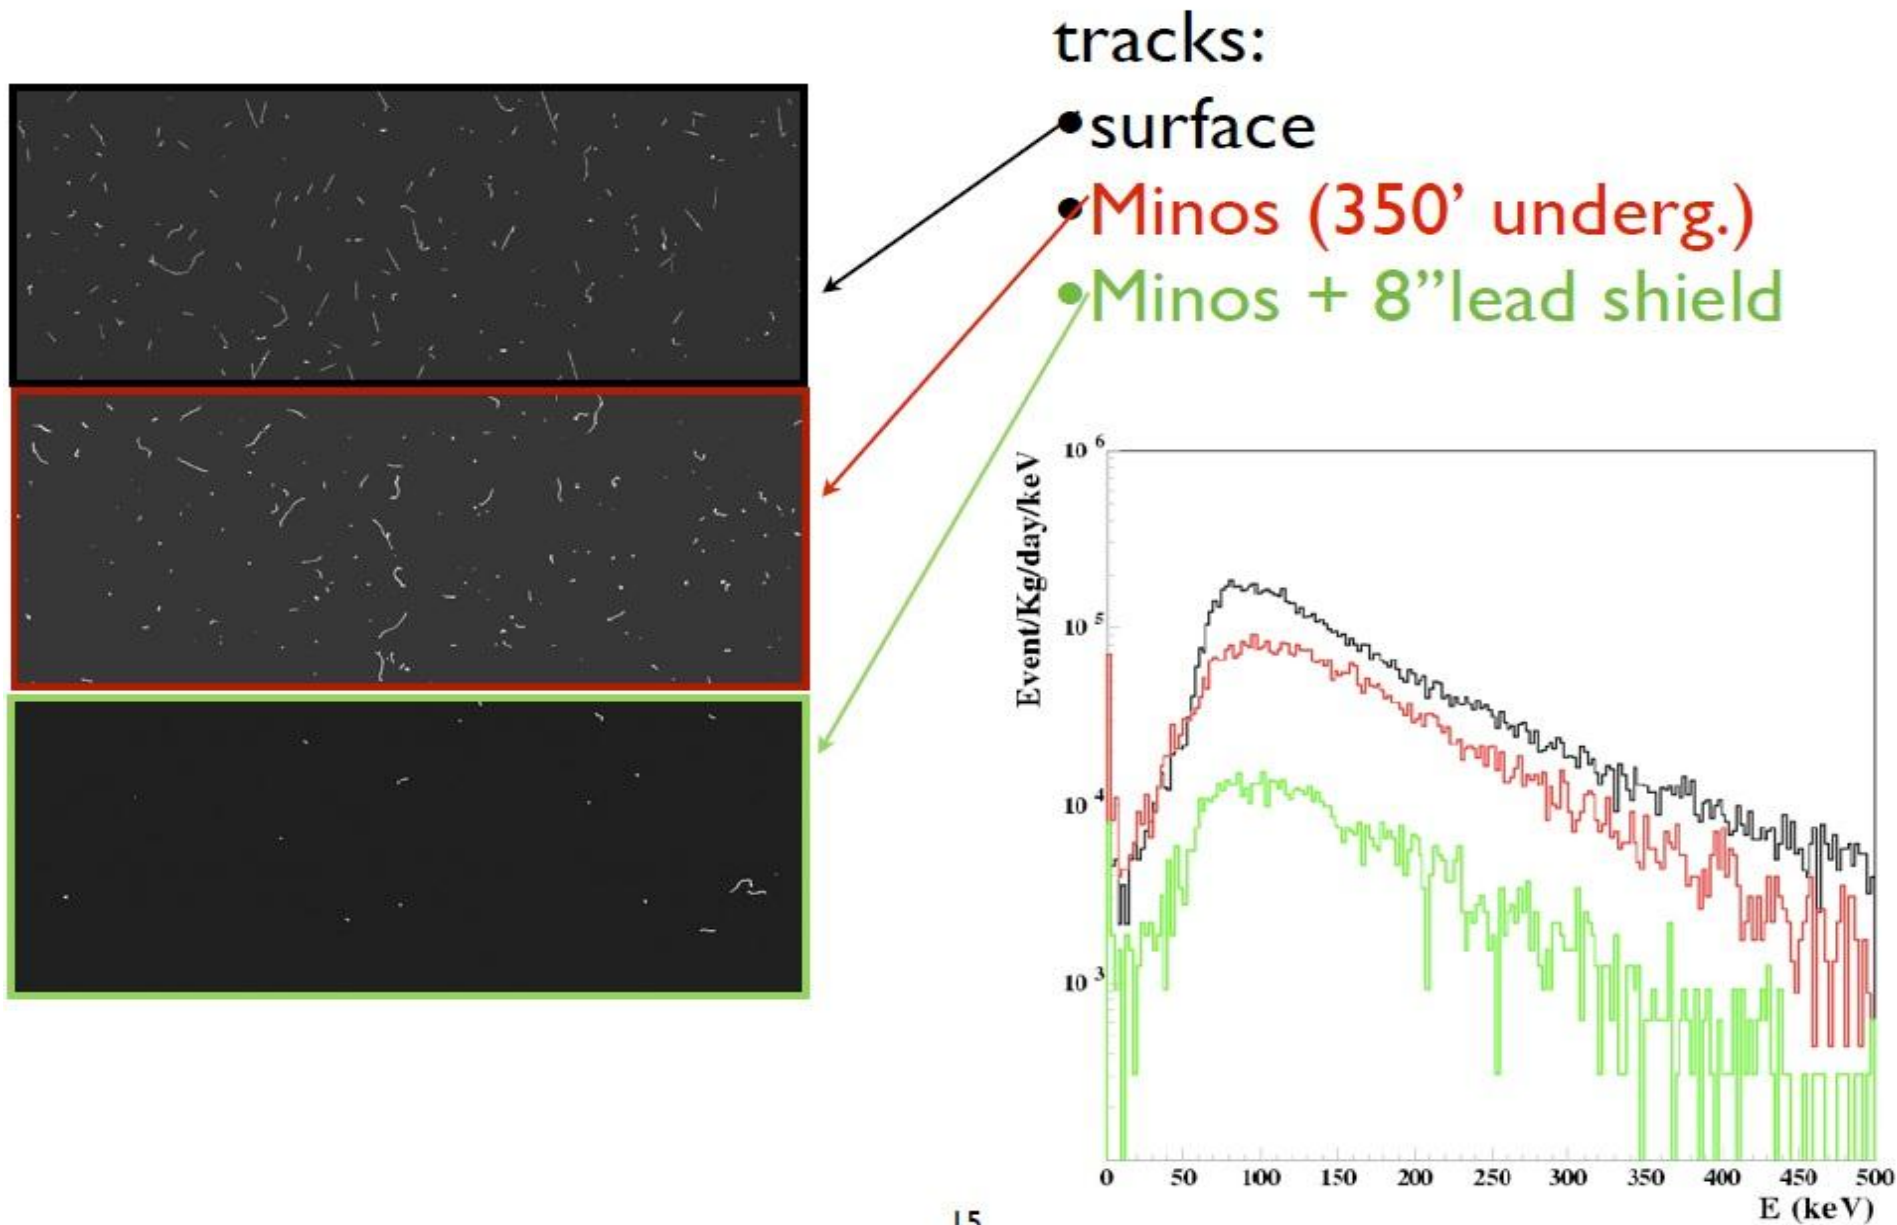 tracks:
•surface
•Minos (350’ underg.)
•Minos + 8”lead shield
Event/Kg/day/keV
10 6
10 5
10 4
10 3
0 50 100 150 200 250 300 350 400 450 500
E (keV)
15